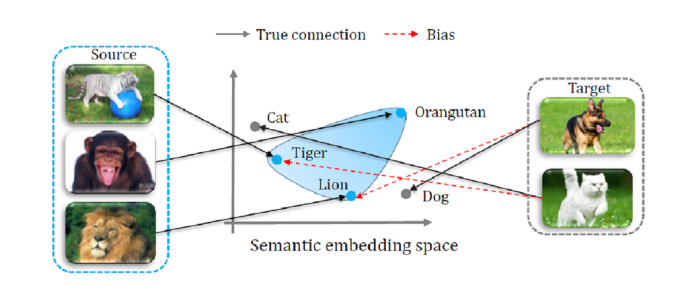 True connection
Bias
Source
Target
Cat
Orangutan
Tiger
Lion
Dog
Semantic embedding space